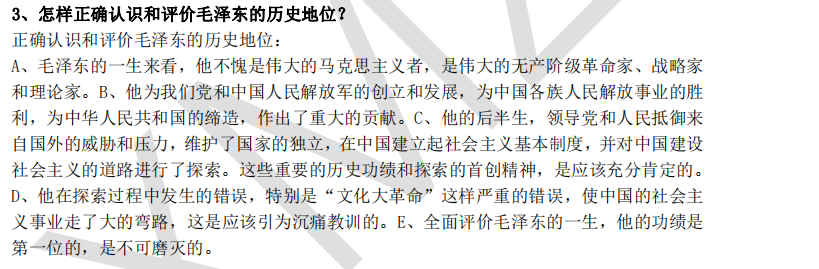 3、怎样正确认识和评价毛泽东的历史地位？
正确认识和评价毛泽东的历史地位：
A、毛泽东的一生来看，他不愧是伟大的马克思主义者，是伟大的无产阶级革命家、战略家
和理论家。B、他为我们党和中国人民解放军的创立和发展，为中国各族人民解放事业的胜
利，为中华人民共和国的缔造，作出了重大的贡献。C、他的后半生，领导党和人民抵御来
自国外的威胁和压力，维护了国家的独立，在中国建立起社会主义基本制度，并对中国建设
社会主义的道路进行了探索。这些重要的历史功绩和探索的首创精神，是应该充分肯定的。
D、他在探索过程中发生的错误，特别是“文化大革命”这样严重的错误，使中国的社会主
义事业走了大的弯路，这是应该引为沉痛教训的。E、全面评价毛泽东的一生，他的功绩是
第一位的，是不可磨灭的。